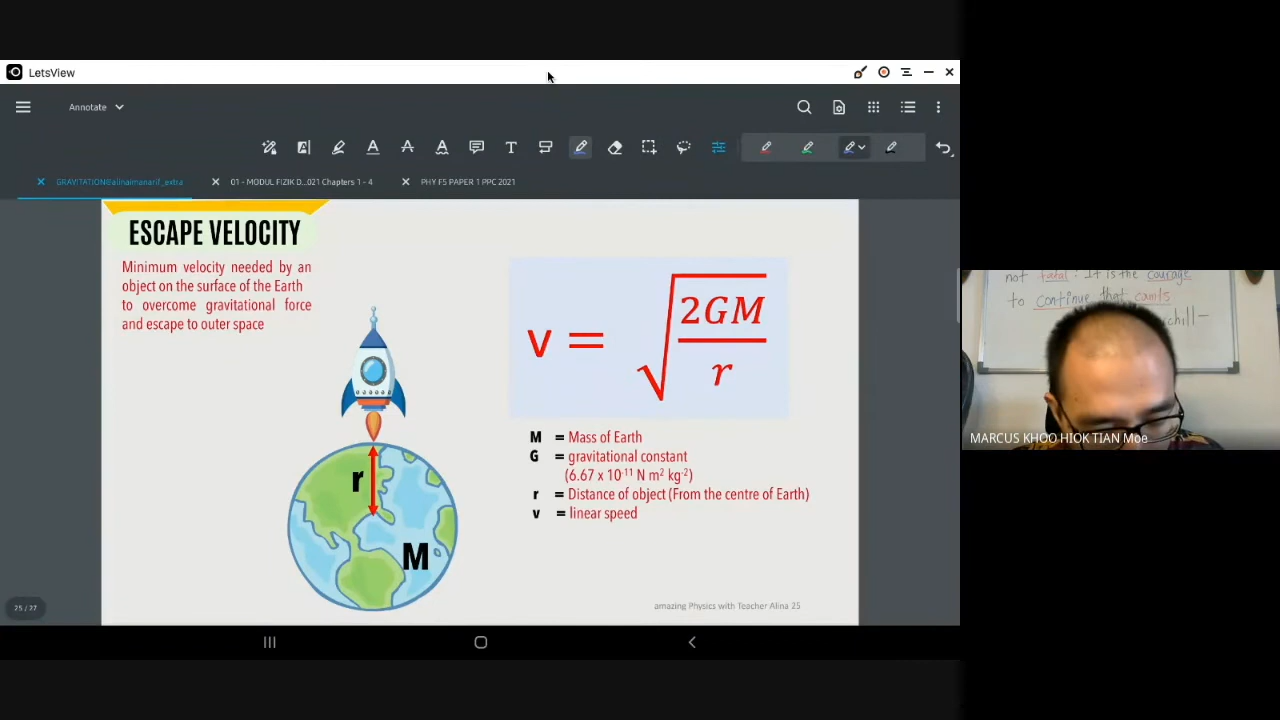 LetsView
Annotate
GRAVITATION@alinaimanarif_extra
01 - MODUL FIZIK D...021 Chapters 1 - 4
PHY F5 PAPER 1 PPC 2021
ESCAPE VELOCITY
Minimum velocity needed by an
object on the surface of the Earth
to overcome gravitational force
and escape to outer space
v = √(2GM/r)
r
M
M = Mass of Earth
G = gravitational constant
(6.67 x 10⁻¹¹ N m² kg⁻²)
r = Distance of object (From the centre of Earth)
v = linear speed
amazing Physics with Teacher Alina 25
25 / 27
not fatal: It is the courage
to continue that counts
chill-
MARCUS KHOO HIOK TIAN Moe